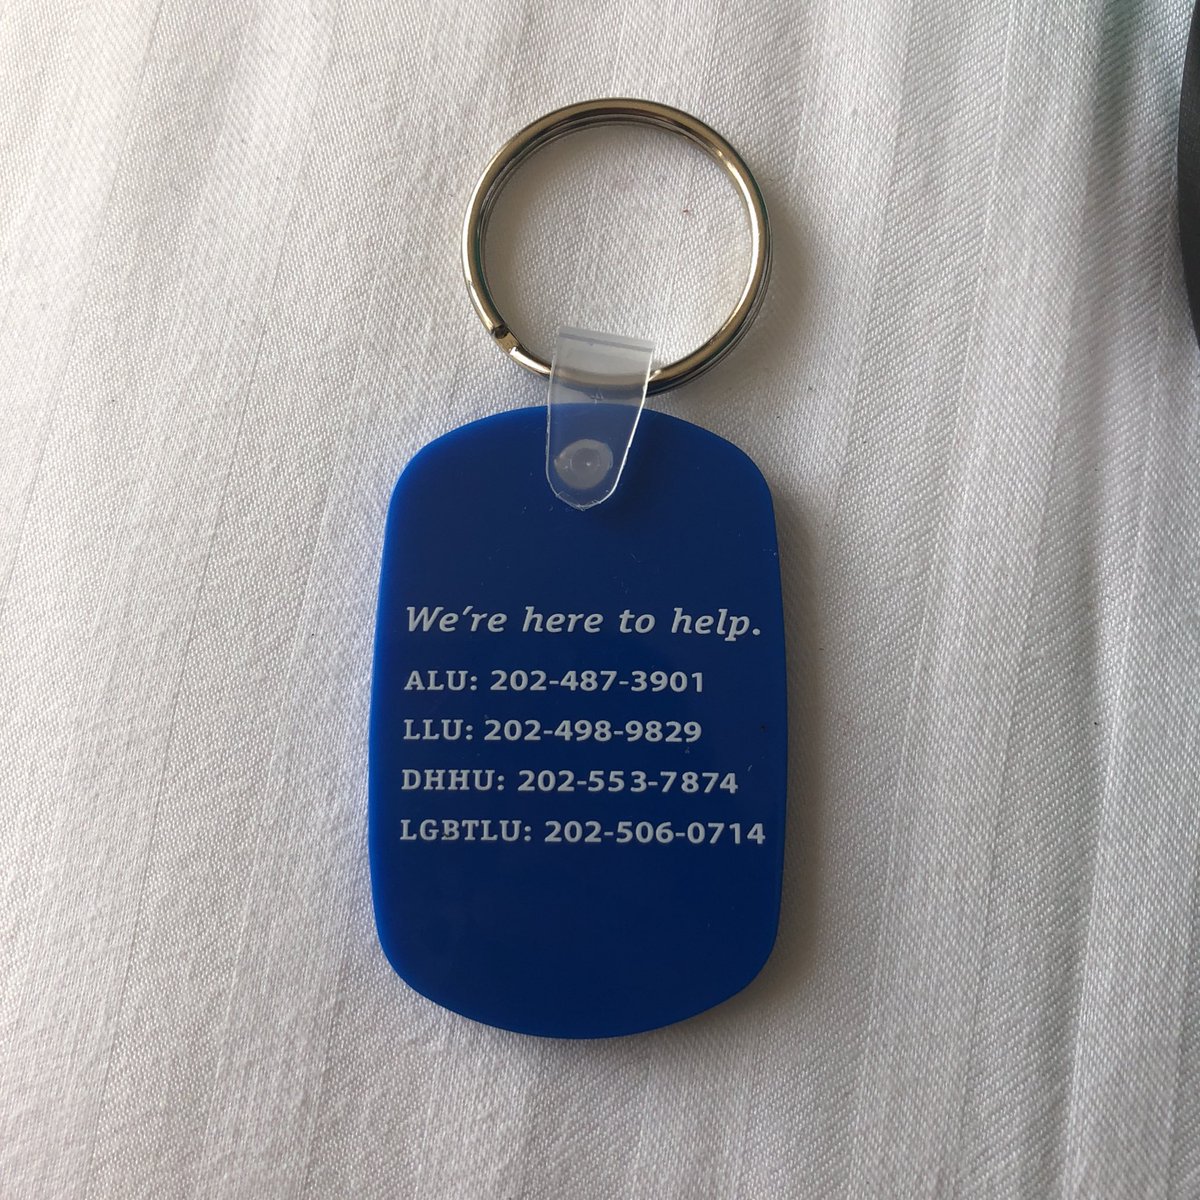 We're here to help.
ALU: 202-487-3901
LLU: 202-498-9829
DHHU: 202-553-7874
LGBTLU: 202-506-0714